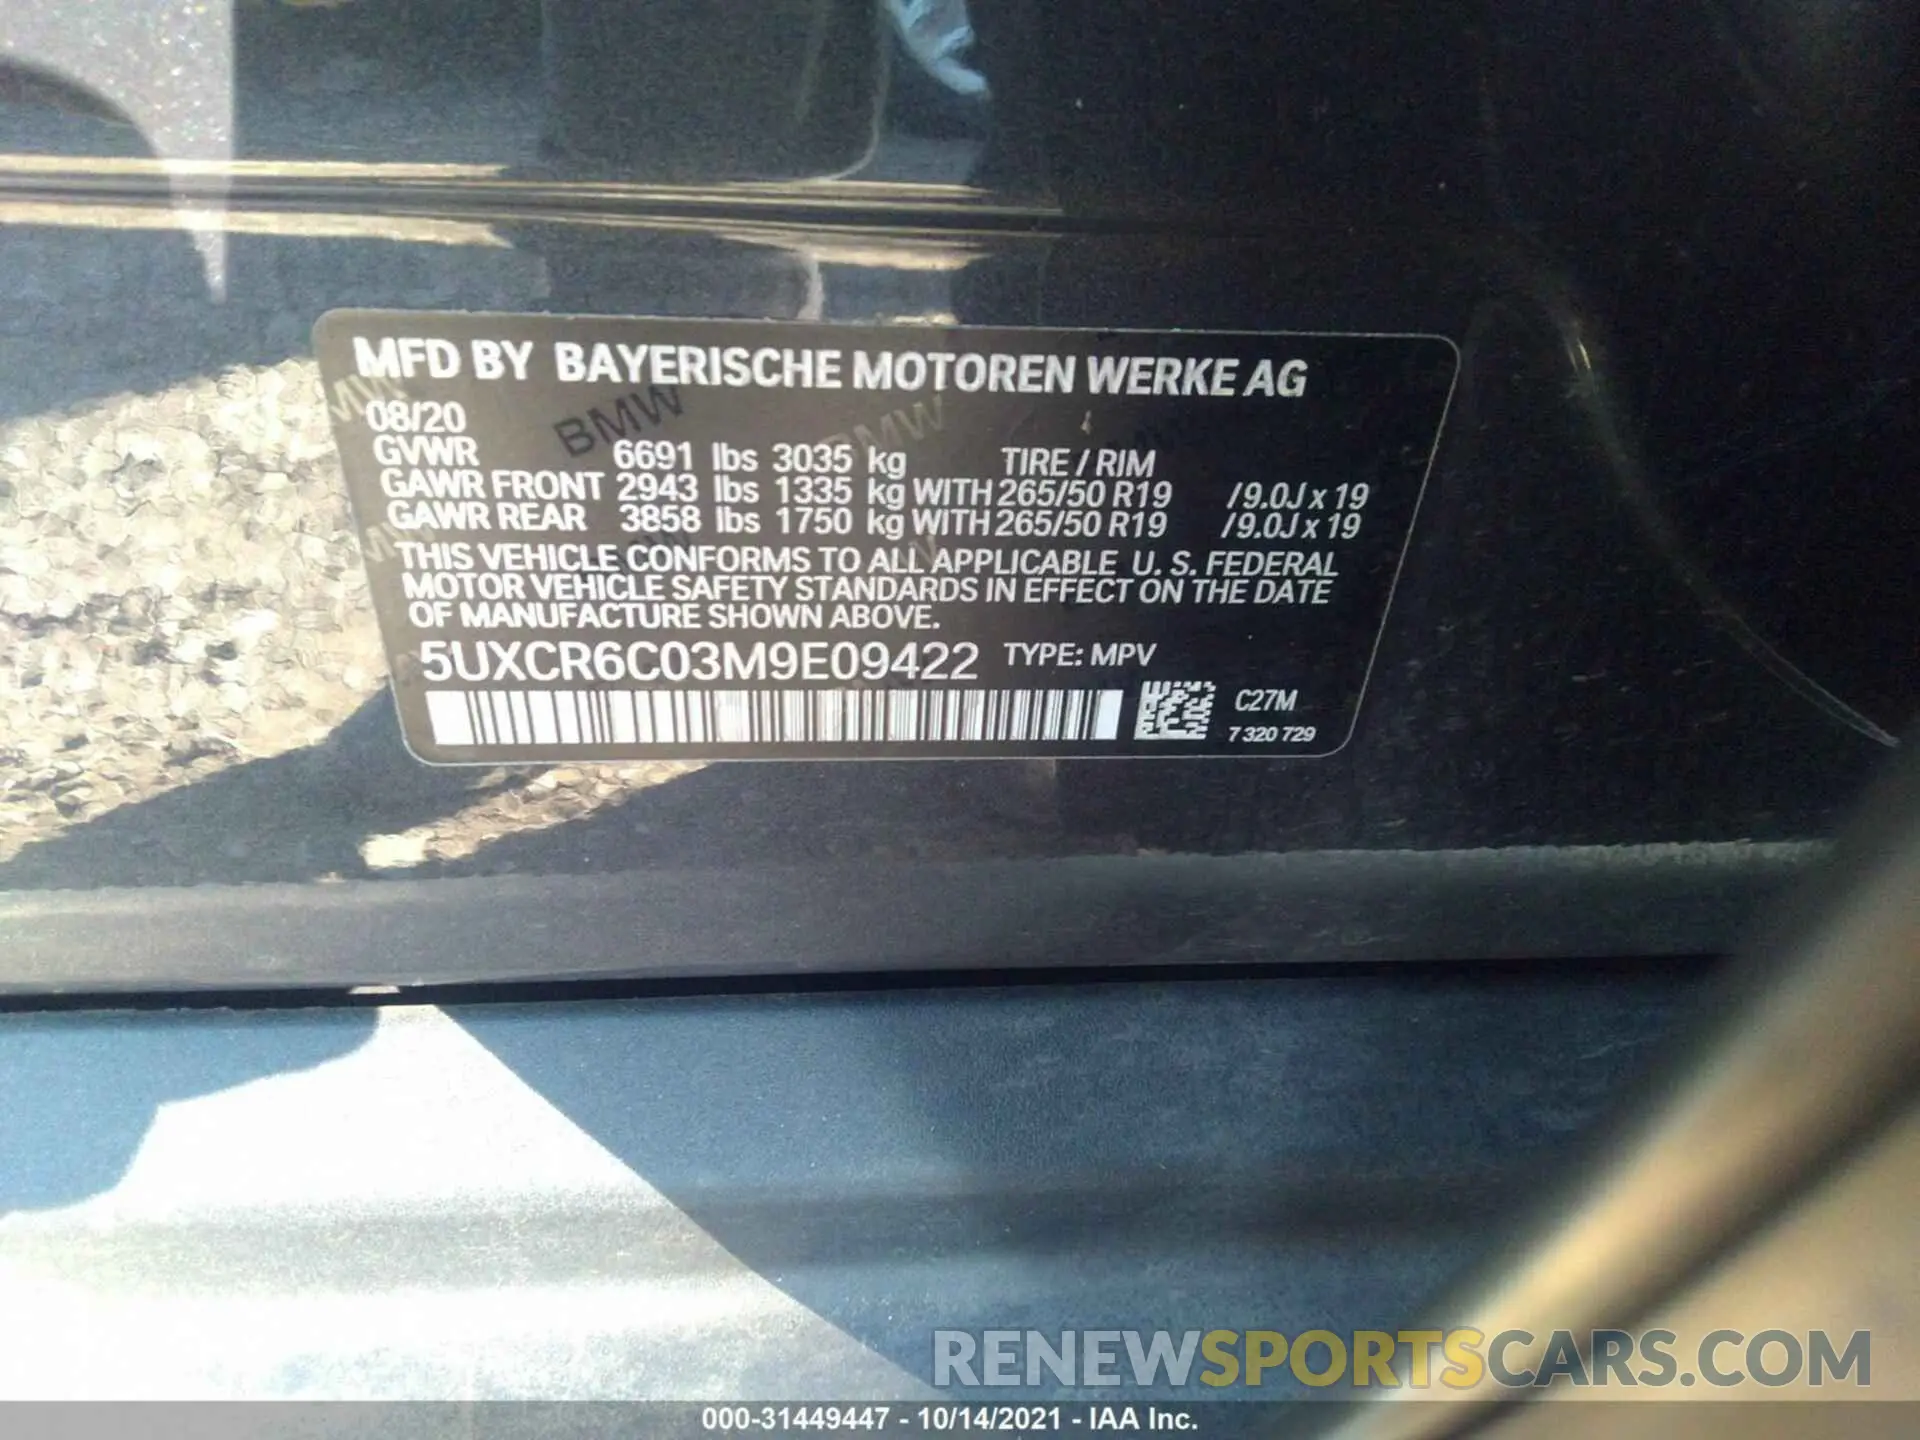 MFD BY BAYERISCHE MOTOREN WERKE AG
08/20
GVWR 6691 lbs 3035 kg TIRE / RIM
GAWR FRONT 2943 lbs 1335 kg WITH 265/50 R19 /9.0J x 19
GAWR REAR 3858 lbs 1750 kg WITH 265/50 R19 /9.0J x 19
THIS VEHICLE CONFORMS TO ALL APPLICABLE U. S. FEDERAL
MOTOR VEHICLE SAFETY STANDARDS IN EFFECT ON THE DATE
OF MANUFACTURE SHOWN ABOVE.
5UXCR6C03M9E09422 TYPE: MPV
C27M
7 320 729
BMW
BMW
RENEWSPORTSCARS.COM
000-31449447 - 10/14/2021 - IAA Inc.